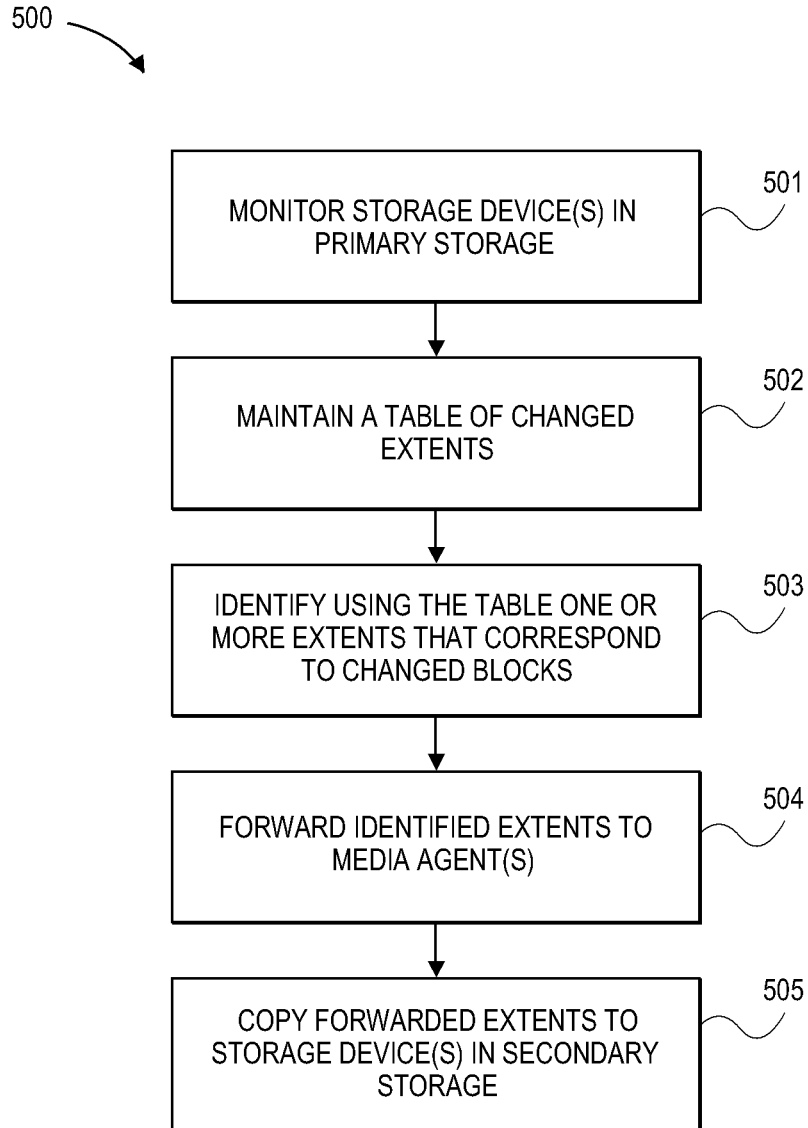 500
501
MONITOR STORAGE DEVICE(S) IN
PRIMARY STORAGE
502
MAINTAIN A TABLE OF CHANGED
EXTENTS
503
IDENTIFY USING THE TABLE ONE OR
MORE EXTENTS THAT CORRESPOND
TO CHANGED BLOCKS
504
FORWARD IDENTIFIED EXTENTS TO
MEDIA AGENT(S)
505
COPY FORWARDED EXTENTS TO
STORAGE DEVICE(S) IN SECONDARY
STORAGE